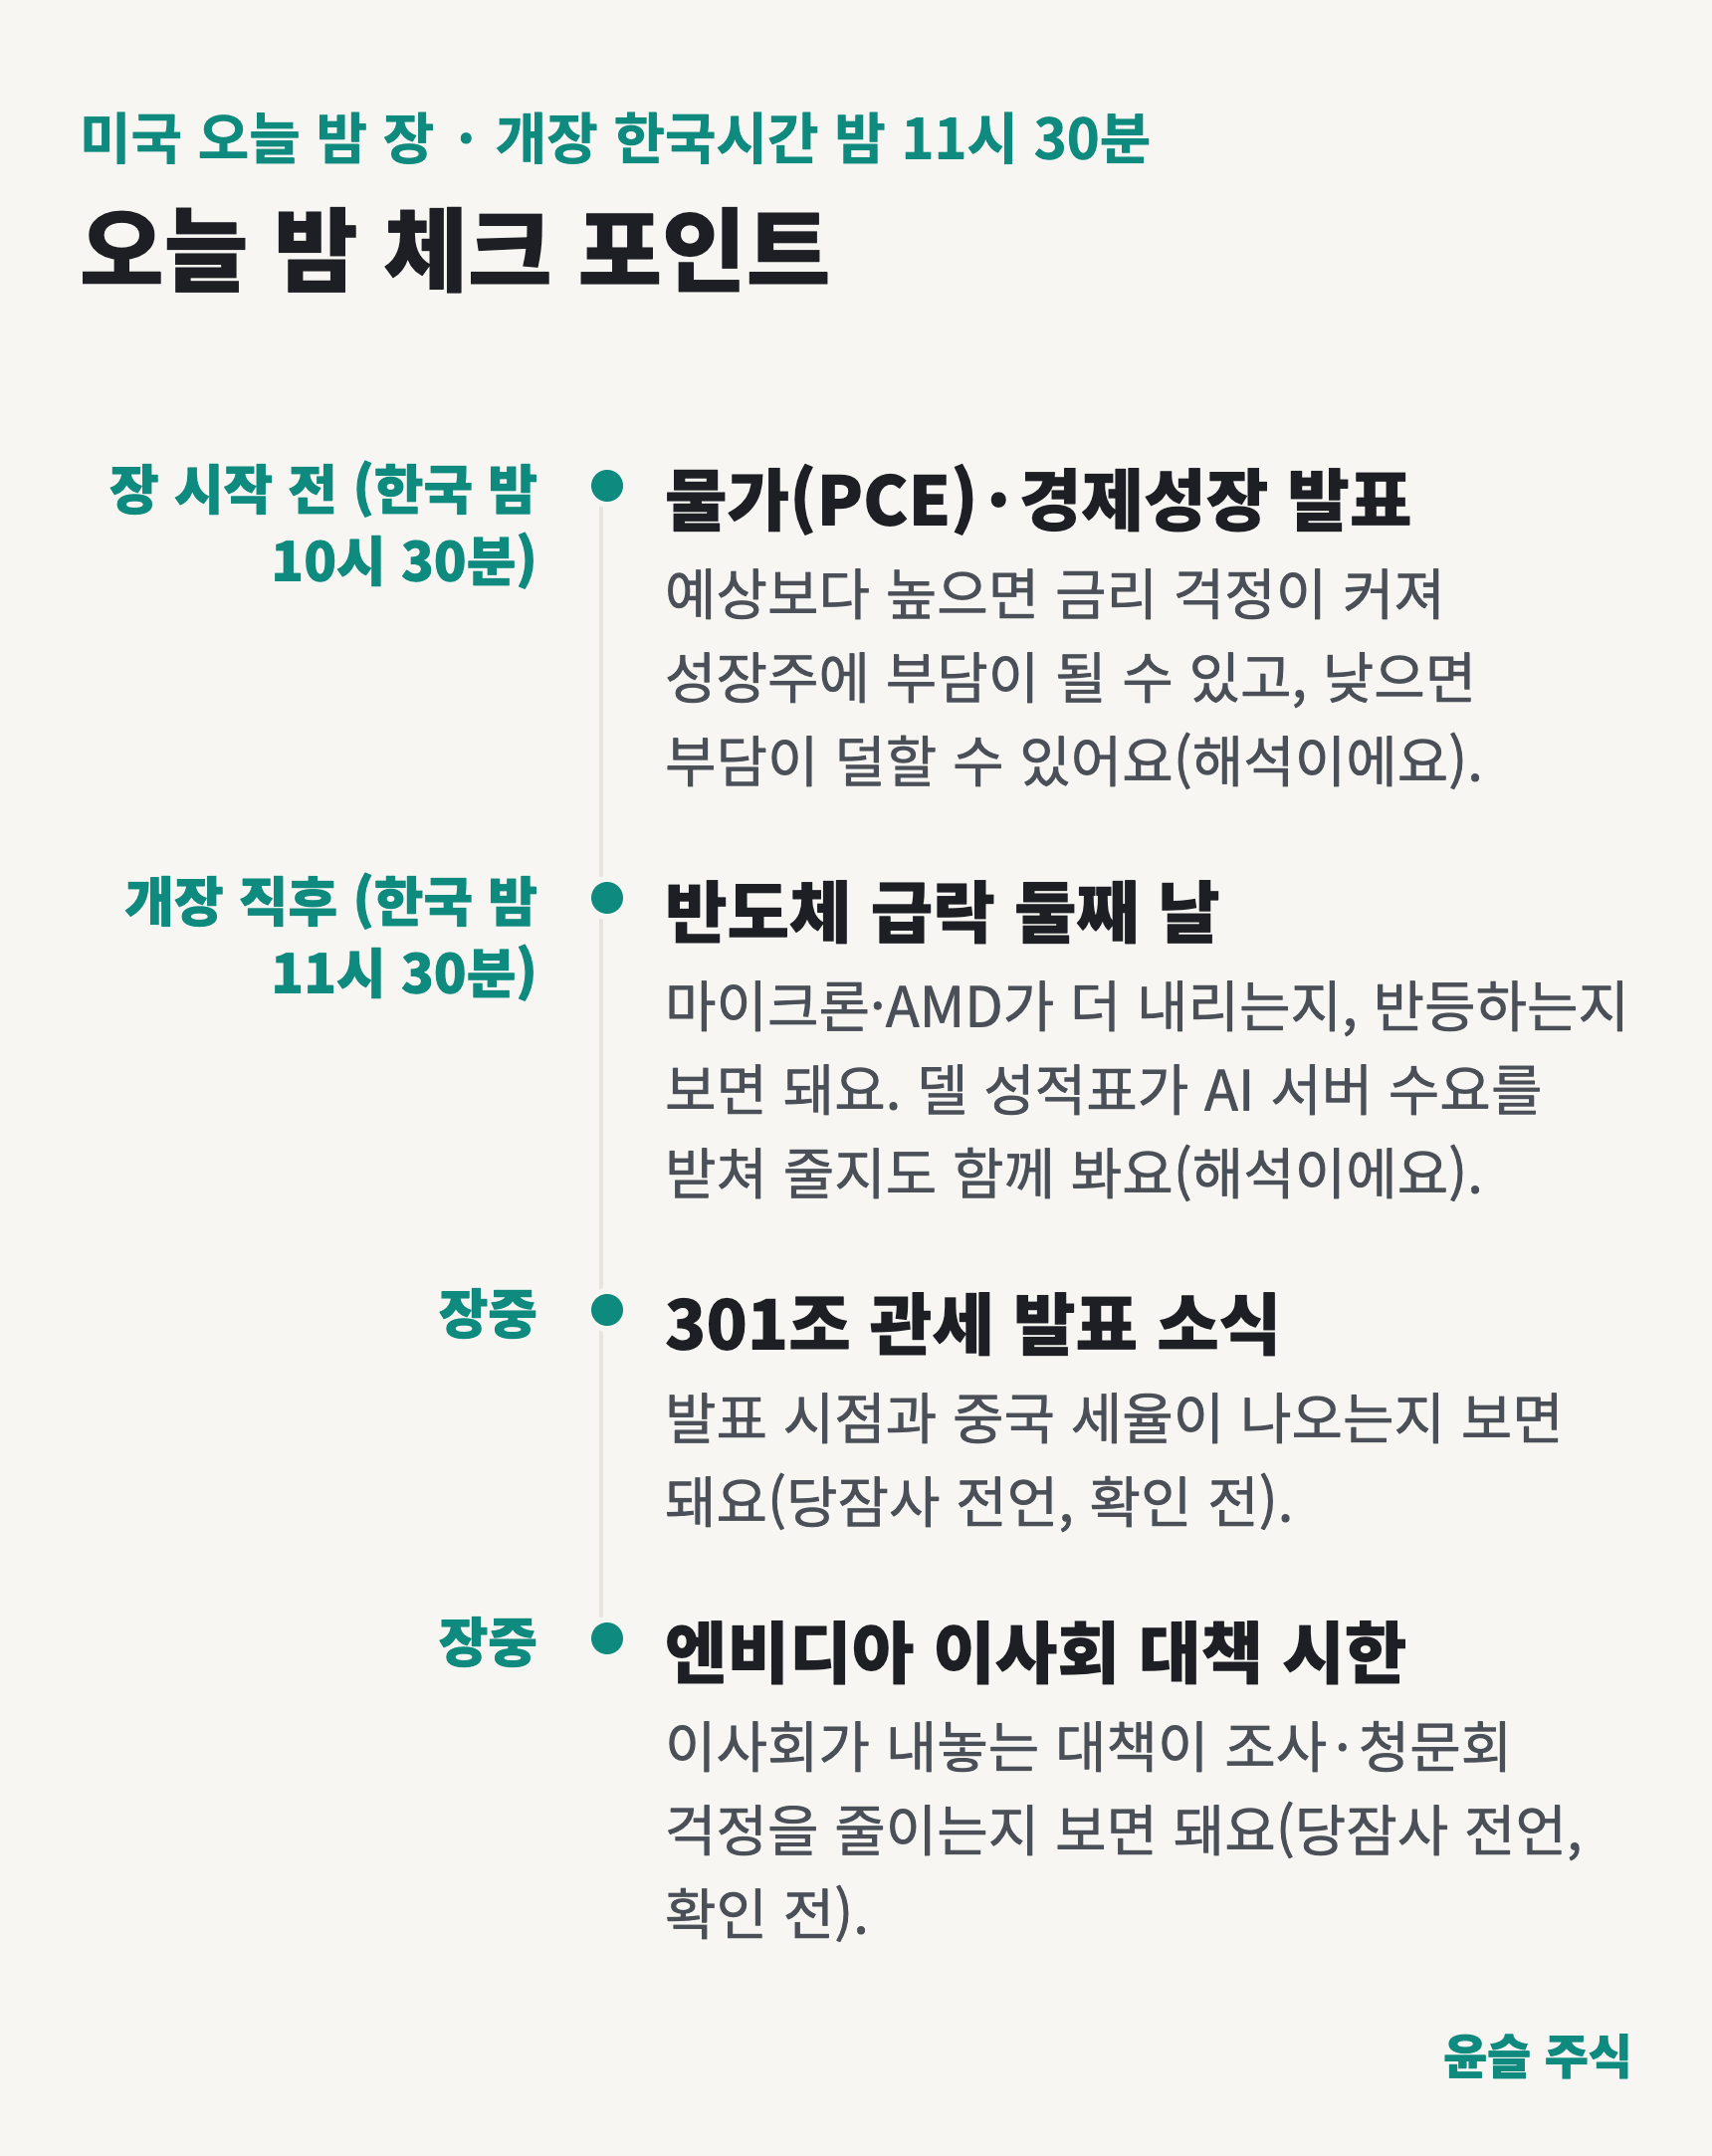 미국 오늘 밤 장 · 개장 한국시간 밤 11시 30분
오늘 밤 체크 포인트
장 시작 전 (한국 밤
10시 30분)
물가(PCE)·경제성장 발표
예상보다 높으면 금리 걱정이 커져
성장주에 부담이 될 수 있고, 낮으면
부담이 덜할 수 있어요(해석이에요).
개장 직후 (한국 밤
11시 30분)
반도체 급락 둘째 날
마이크론·AMD가 더 내리는지, 반등하는지
보면 돼요. 델 성적표가 AI 서버 수요를
받쳐 줄지도 함께 봐요(해석이에요).
장중
301조 관세 발표 소식
발표 시점과 중국 세율이 나오는지 보면
돼요(당잠사 전언, 확인 전).
장중
엔비디아 이사회 대책 시한
이사회가 내놓는 대책이 조사·청문회
걱정을 줄이는지 보면 돼요(당잠사 전언,
확인 전).
윤슬 주식